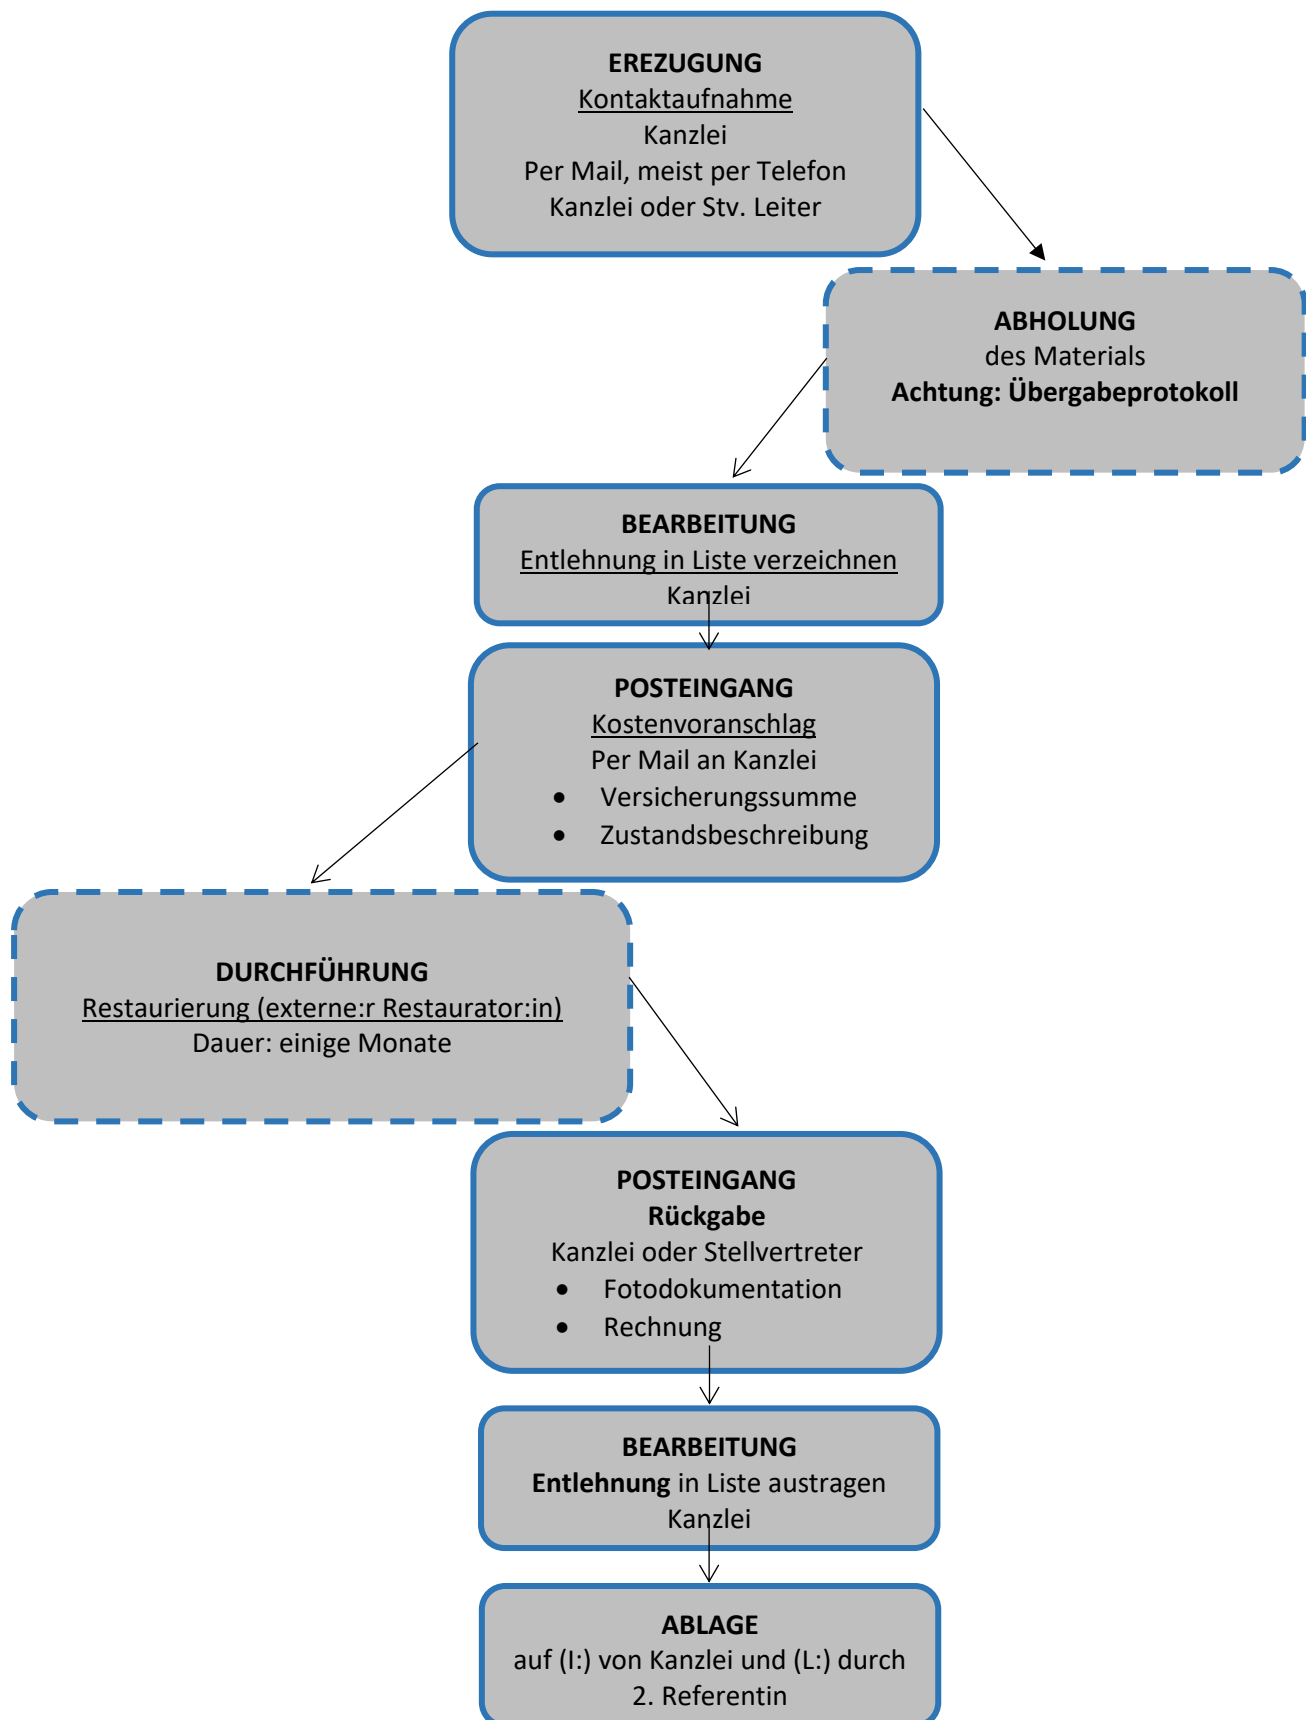 EREZUGUNG
Kontaktaufnahme
Kanzlei
Per Mail, meist per Telefon
Kanzlei oder Stv. Leiter
ABHOLUNG
des Materials
Achtung: Übergabeprotokoll
BEARBEITUNG
Entlehnung in Liste verzeichnen
Kanzlei
POSTEINGANG
Kostenvoranschlag
Per Mail an Kanzlei
• Versicherungssumme
• Zustandsbeschreibung
DURCHFÜHRUNG
Restaurierung (externe:r Restaurator:in)
Dauer: einige Monate
POSTEINGANG
Rückgabe
Kanzlei oder Stellvertreter
• Fotodokumentation
• Rechnung
BEARBEITUNG
Entlehnung in Liste austragen
Kanzlei
ABLAGE
auf (I:) von Kanzlei und (L:) durch
2. Referentin